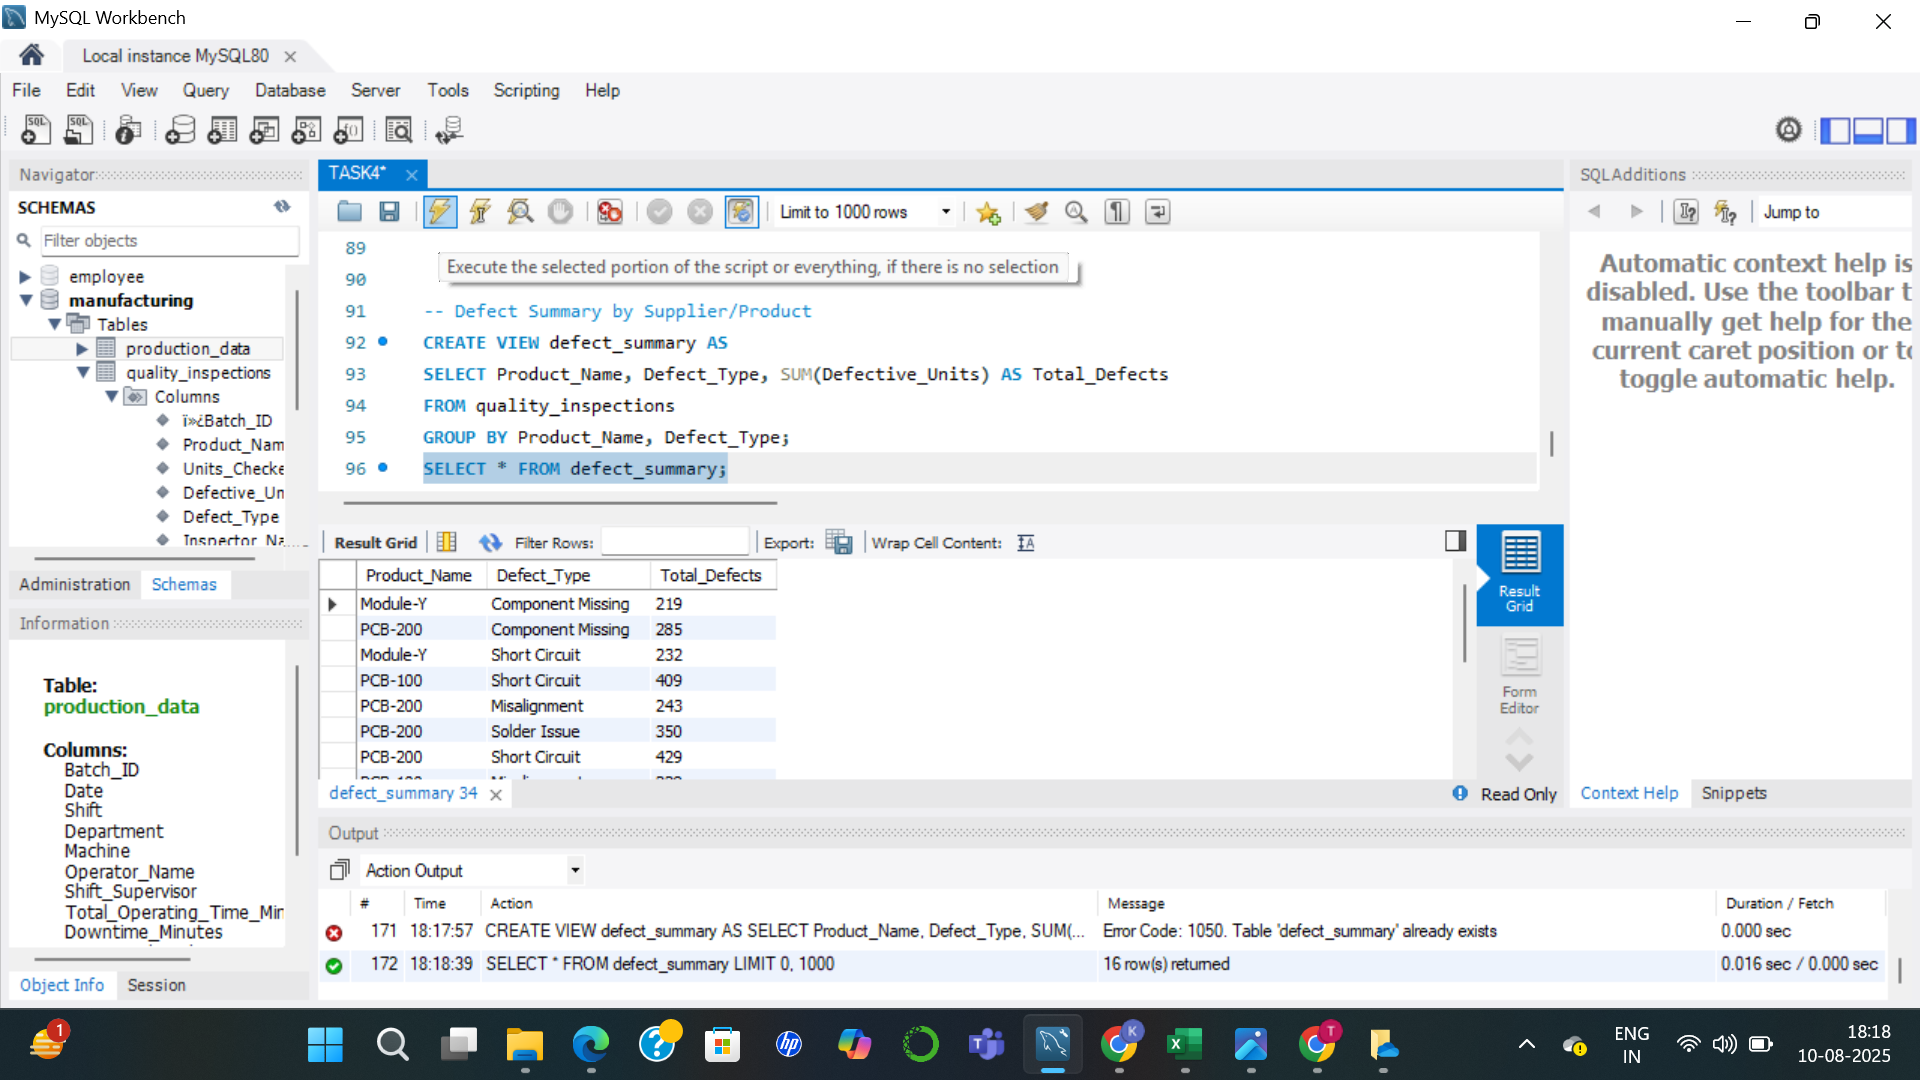 MySQL Workbench
Local instance MySQL80
File Edit View Query Database Server Tools Scripting Help
Navigator
SCHEMAS
Filter objects
employee
manufacturing
Tables
production_data
quality_inspections
Columns
ï»¿Batch_ID
Product_Nam
Units_Checke
Defective_Un
Defect_Type
Inspector_Na
Administration Schemas
Information
Table:
production_data
Columns:
Batch_ID
Date
Shift
Department
Machine
Operator_Name
Shift_Supervisor
Total_Operating_Time_Min
Downtime_Minutes
Object Info Session
TASK4*
Limit to 1000 rows
89
90
Execute the selected portion of the script or everything, if there is no selection
91 -- Defect Summary by Supplier/Product
92 CREATE VIEW defect_summary AS
93 SELECT Product_Name, Defect_Type, SUM(Defective_Units) AS Total_Defects
94 FROM quality_inspections
95 GROUP BY Product_Name, Defect_Type;
96 SELECT * FROM defect_summary;
Result Grid Filter Rows: Export: Wrap Cell Content:
Product_Name Defect_Type Total_Defects
Module-Y Component Missing 219
PCB-200 Component Missing 285
Module-Y Short Circuit 232
PCB-100 Short Circuit 409
PCB-200 Misalignment 243
PCB-200 Solder Issue 350
PCB-200 Short Circuit 429
Result
Grid
Form
Editor
defect_summary 34
Read Only
SQLAdditions
Jump to
Automatic context help is
disabled. Use the toolbar t
manually get help for the
current caret position or to
toggle automatic help.
Context Help Snippets
Output
Action Output
# Time Action Message Duration / Fetch
171 18:17:57 CREATE VIEW defect_summary AS SELECT Product_Name, Defect_Type, SUM(... Error Code: 1050. Table 'defect_summary' already exists 0.000 sec
172 18:18:39 SELECT * FROM defect_summary LIMIT 0, 1000 16 row(s) returned 0.016 sec / 0.000 sec
1
hp
K
T
ENG
IN
18:18
10-08-2025